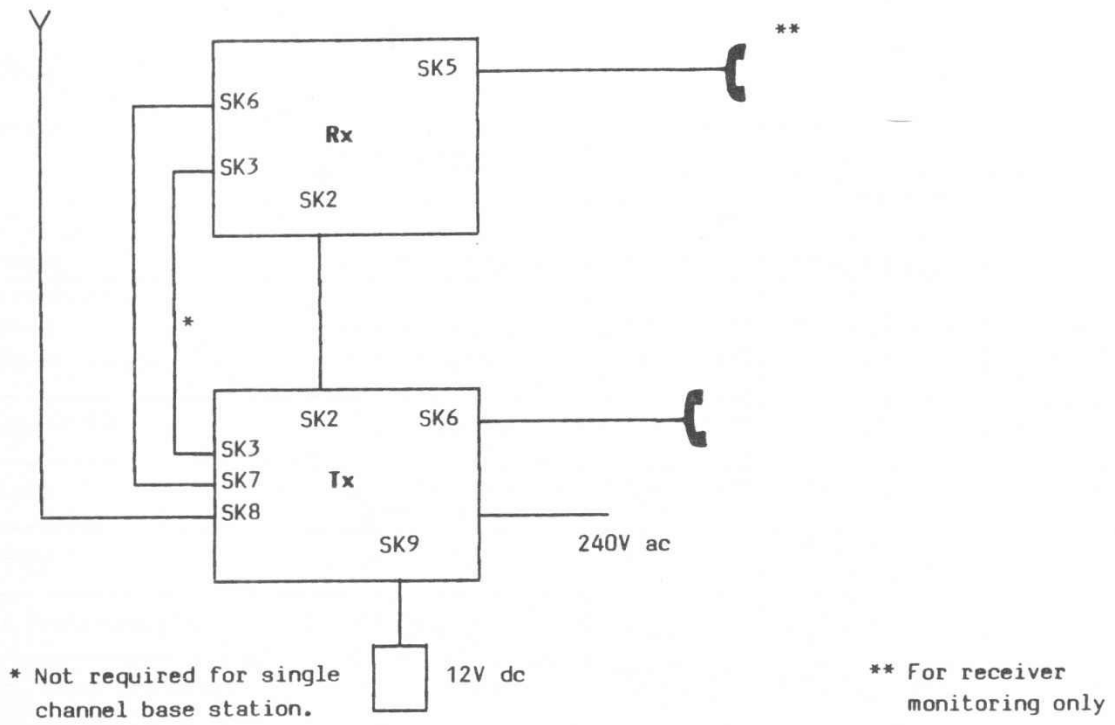 **
SK5
SK6
Rx
SK3
SK2
*
SK2
SK6
SK3
SK7
Tx
SK8
SK9
240V ac
12V dc
* Not required for single
channel base station.
** For receiver
monitoring only